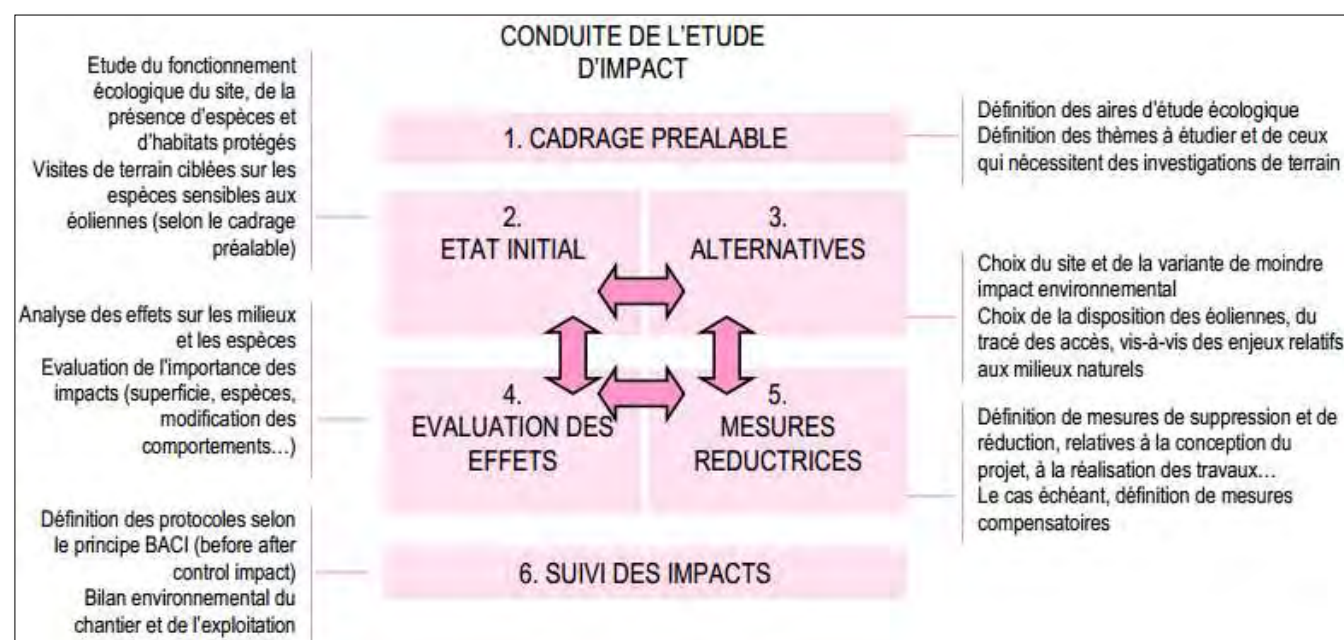 CONDUITE DE L'ETUDE
D'IMPACT
Etude du fonctionnement
écologique du site, de la
présence d'espèces et
d'habitats protégés
Visites de terrain ciblées sur les
espèces sensibles aux
éoliennes (selon le cadrage
préalable)
1. CADRAGE PREALABLE
Définition des aires d'étude écologique
Définition des thèmes à étudier et de ceux
qui nécessitent des investigations de terrain
2.
ETAT INITIAL
3.
ALTERNATIVES
Choix du site et de la variante de moindre
impact environnemental
Choix de la disposition des éoliennes, du
tracé des accès, vis-à-vis des enjeux relatifs
aux milieux naturels
Analyse des effets sur les milieux
et les espèces
Evaluation de l'importance des
impacts (superficie, espèces,
modification des
comportements…)
4.
EVALUATION DES
EFFETS
5.
MESURES
REDUCTRICES
Définition de mesures de suppression et de
réduction, relatives à la conception du
projet, à la réalisation des travaux…
Le cas échéant, définition de mesures
compensatoires
Définition des protocoles selon
le principe BACI (before after
control impact)
Bilan environnemental du
chantier et de l'exploitation
6. SUIVI DES IMPACTS